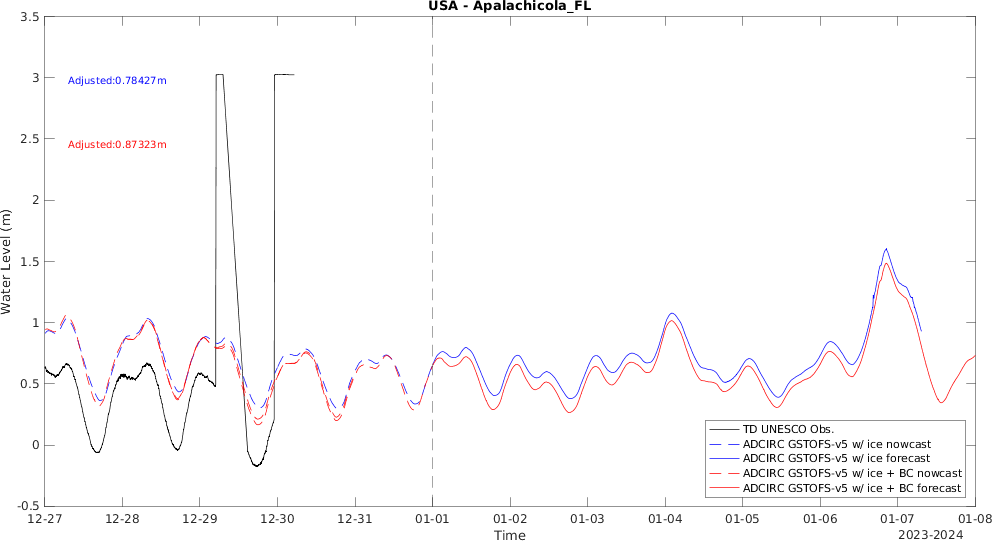 USA - Apalachicola_FL
3.5
3
2.5
2
1.5
1
0.5
0
-0.5
Water Level (m)
Adjusted:0.78427m
Adjusted:0.87323m
TD UNESCO Obs.
ADCIRC GSTOFS-v5 w/ ice nowcast
ADCIRC GSTOFS-v5 w/ ice forecast
ADCIRC GSTOFS-v5 w/ ice + BC nowcast
ADCIRC GSTOFS-v5 w/ ice + BC forecast
12-27 12-28 12-29 12-30 12-31 01-01 01-02 01-03 01-04 01-05 01-06 01-07 01-08
Time
2023-2024